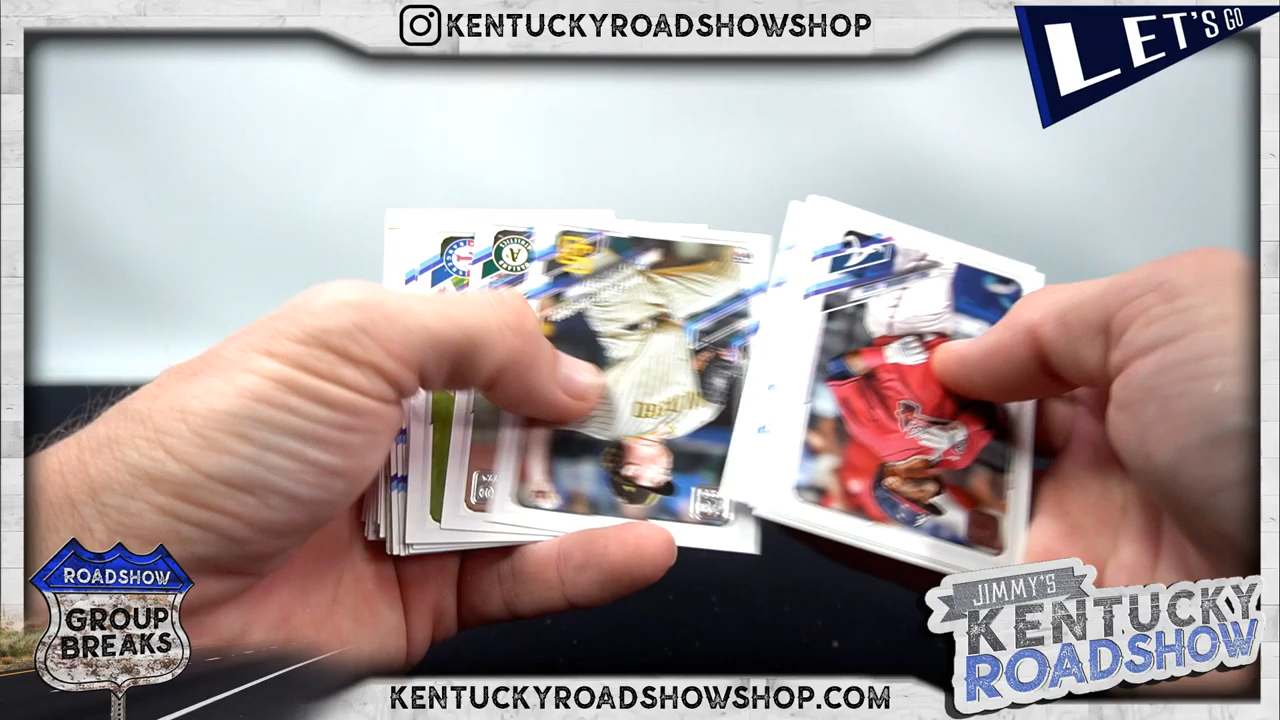 KENTUCKYROADSHOWSHOP
LET'S GO
ROADSHOW
GROUP
BREAKS
JIMMY'S
KENTUCKY
ROADSHOW
KENTUCKYROADSHOWSHOP.COM